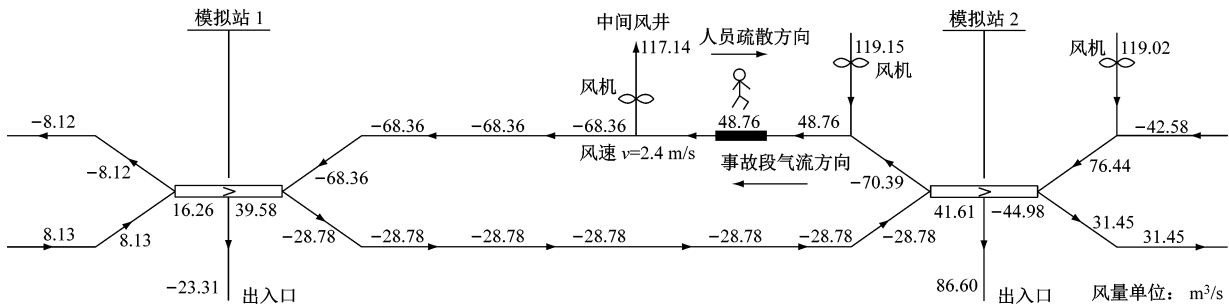 模拟站 1
模拟站 2
中间风井
117.14
人员疏散方向
119.15
风机
119.02
风机
风机
−8.12
−68.36
−68.36
−68.36
48.76
48.76
−42.58
风速 v=2.4 m/s
事故段气流方向
−8.12
−68.36
−70.39
76.44
16.26
39.58
41.61
−44.98
8.13
8.13
−28.78
−28.78
−28.78
−28.78
−28.78
−28.78
−28.78
31.45
31.45
−23.31
出入口
86.60
出入口
风量单位： m³/s